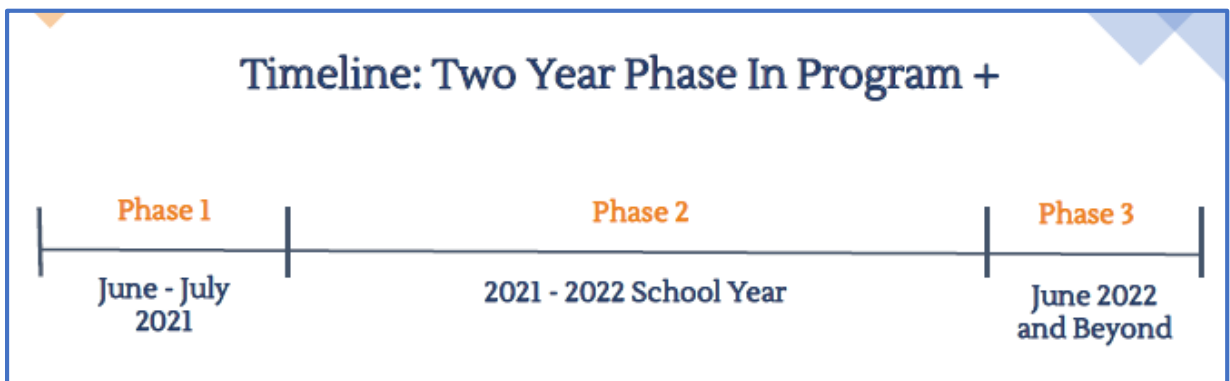 Timeline: Two Year Phase In Program +
Phase 1
Phase 2
Phase 3
June - July
2021
2021 - 2022 School Year
June 2022
and Beyond